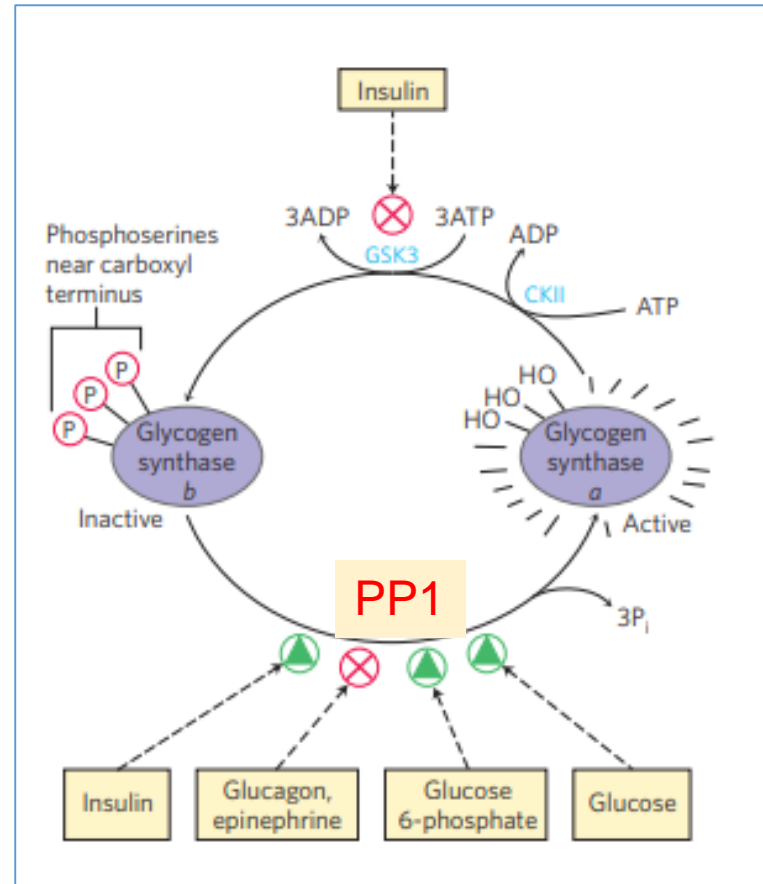 Insulin
3ADP
3ATP
GSK3
ADP
CKII
ATP
Phosphoserines
near carboxyl
terminus
P
P
P
Glycogen
synthase
b
Inactive
HO
HO
HO
Glycogen
synthase
a
Active
PP1
3Pi
Insulin
Glucagon,
epinephrine
Glucose
6-phosphate
Glucose